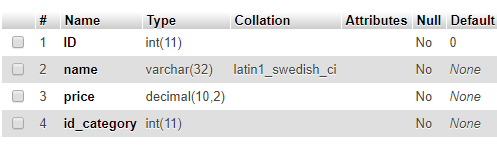 # Name Type Collation Attributes Null Default
1 ID int(11) No 0
2 name varchar(32) latin1_swedish_ci No None
3 price decimal(10,2) No None
4 id_category int(11) No None